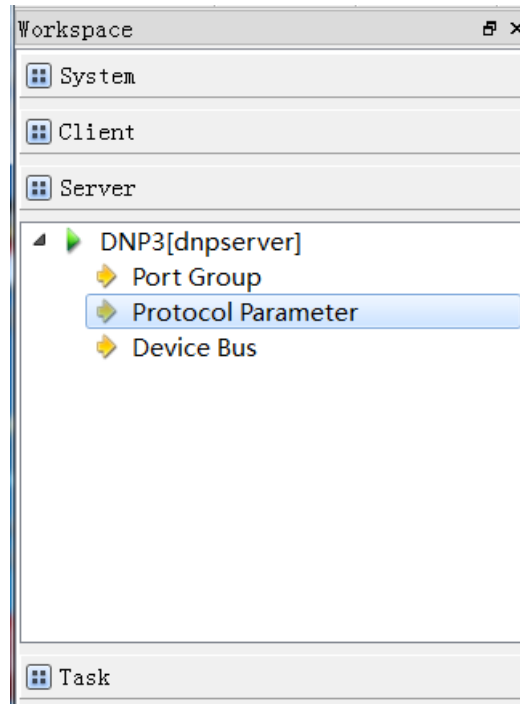 Workspace
System
Client
Server
DNP3[dnpserver]
Port Group
Protocol Parameter
Device Bus
Task